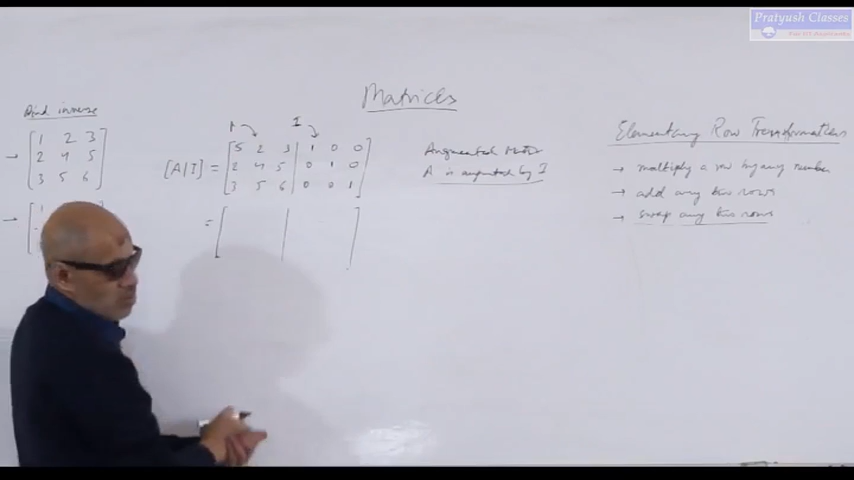 Pratyush Classes
Matrices
Find inverse
→ [1 2 3
2 4 5
3 5 6]
→ [1
A I
[A|I] = [5 2 3 | 1 0 0
2 4 5 | 0 1 0
3 5 6 | 0 0 1]
= [ | ]
Augmented Matrix
A is augmented by I
Elementary Row Transformations
→ multiply a row by any number
→ add any two rows
→ swap any two rows